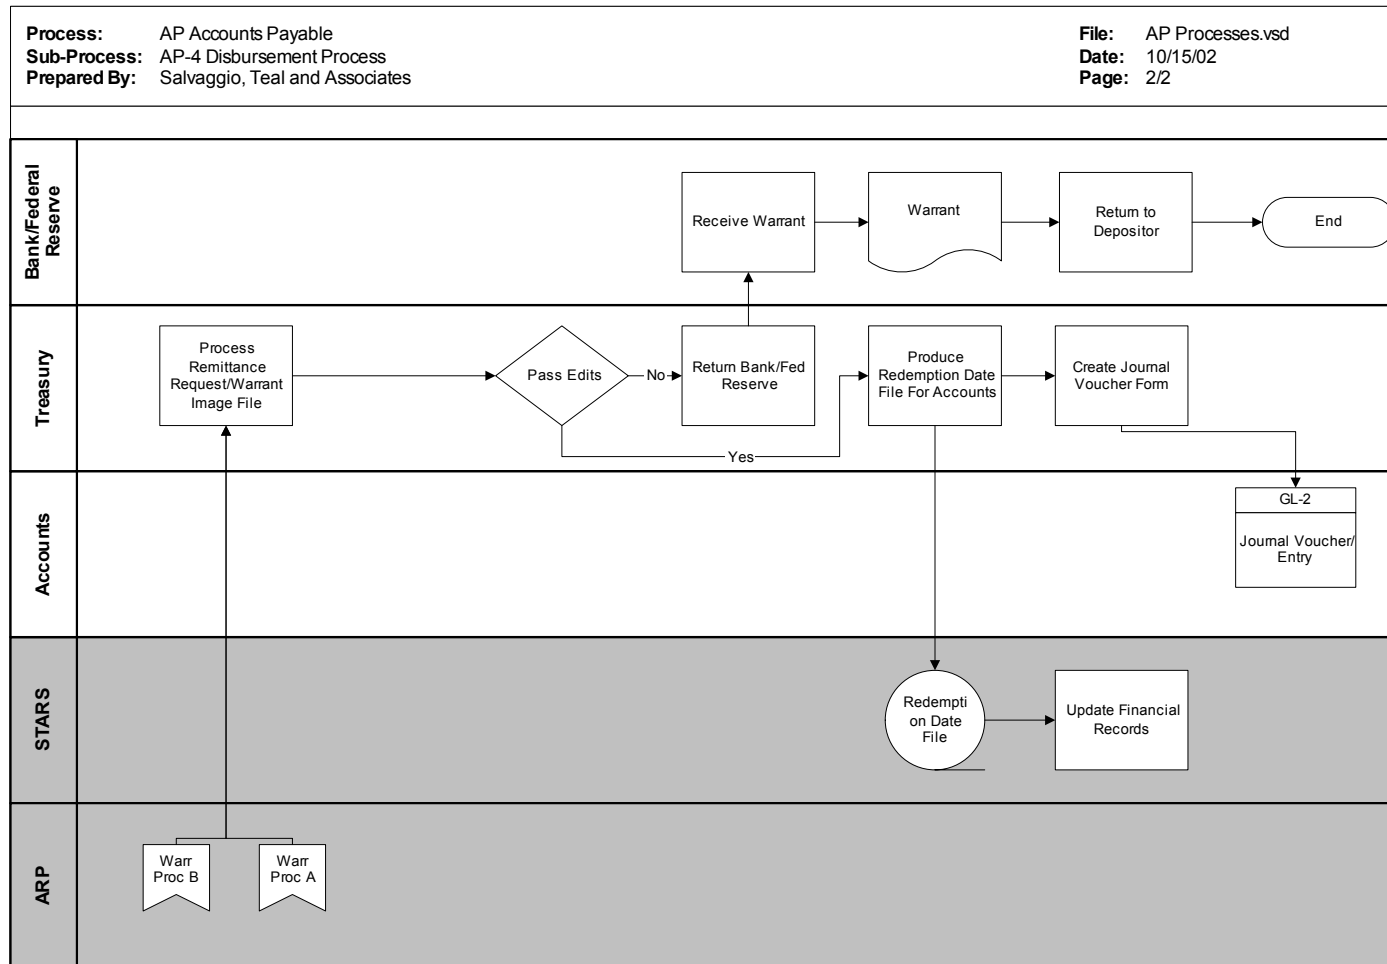 Process: AP Accounts Payable
Sub-Process: AP-4 Disbursement Process
Prepared By: Salvaggio, Teal and Associates
File: AP Processes.vsd
Date: 10/15/02
Page: 2/2
Bank/Federal
Reserve
Receive Warrant
Warrant
Return to
Depositor
End
Treasury
Process
Remittance
Request/Warrant
Image File
Pass Edits
No
Return Bank/Fed
Reserve
Produce
Redemption Date
File For Accounts
Create Journal
Voucher Form
Yes
Accounts
GL-2
Journal Voucher/
Entry
STARS
Redempti
on Date
File
Update Financial
Records
ARP
Warr
Proc B
Warr
Proc A